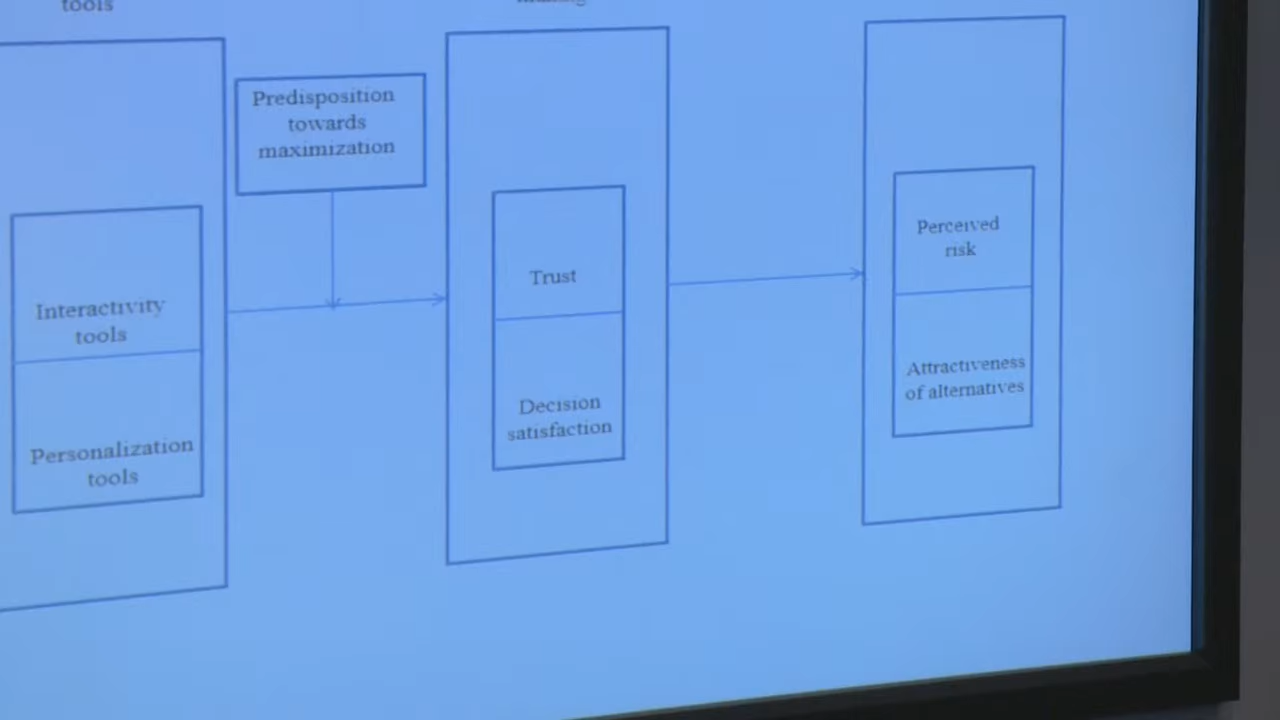 tools
Predisposition
towards
maximization
Interactivity
tools
Personalization
tools
Trust
Decision
satisfaction
Perceived
risk
Attractiveness
of alternatives